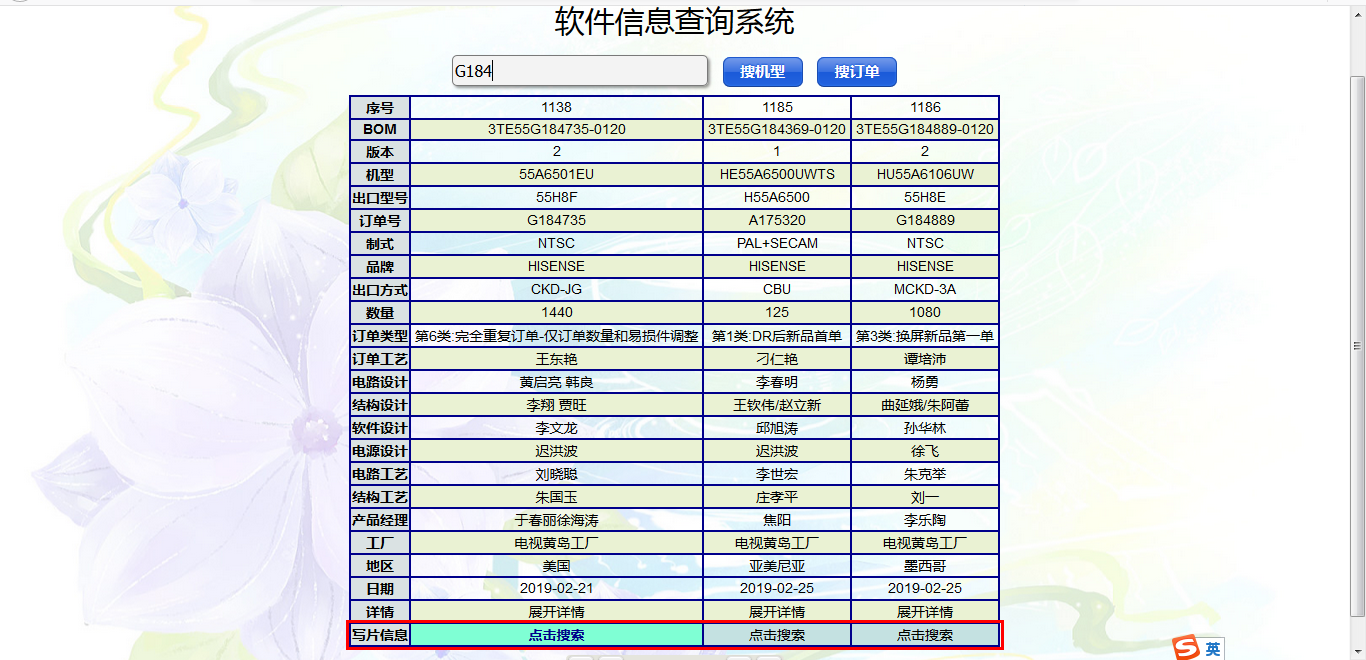 软件信息查询系统
G184 搜机型 搜订单
序号 1138 1185 1186
BOM 3TE55G184735-0120 3TE55G184369-0120 3TE55G184889-0120
版本 2 1 2
机型 55A6501EU HE55A6500UWTS HU55A6106UW
出口型号 55H8F H55A6500 55H8E
订单号 G184735 A175320 G184889
制式 NTSC PAL+SECAM NTSC
品牌 HISENSE HISENSE HISENSE
出口方式 CKD-JG CBU MCKD-3A
数量 1440 125 1080
订单类型 第6类:完全重复订单-仅订单数量和易损件调整 第1类:DR后新品首单 第3类:换屏新品第一单
订单工艺 王东艳 刁仁艳 谭培沛
电路设计 黄启亮 韩良 李春明 杨勇
结构设计 李翔 贾旺 王钦伟/赵立新 曲延娥/朱阿蕾
软件设计 李文龙 邱旭涛 孙华林
电源设计 迟洪波 迟洪波 徐飞
电路工艺 刘晓聪 李世宏 朱克举
结构工艺 朱国玉 庄孝平 刘一
产品经理 于春丽徐海涛 焦阳 李乐陶
工厂 电视黄岛工厂 电视黄岛工厂 电视黄岛工厂
地区 美国 亚美尼亚 墨西哥
日期 2019-02-21 2019-02-25 2019-02-25
详情 展开详情 展开详情 展开详情
写片信息 点击搜索 点击搜索 点击搜索
英